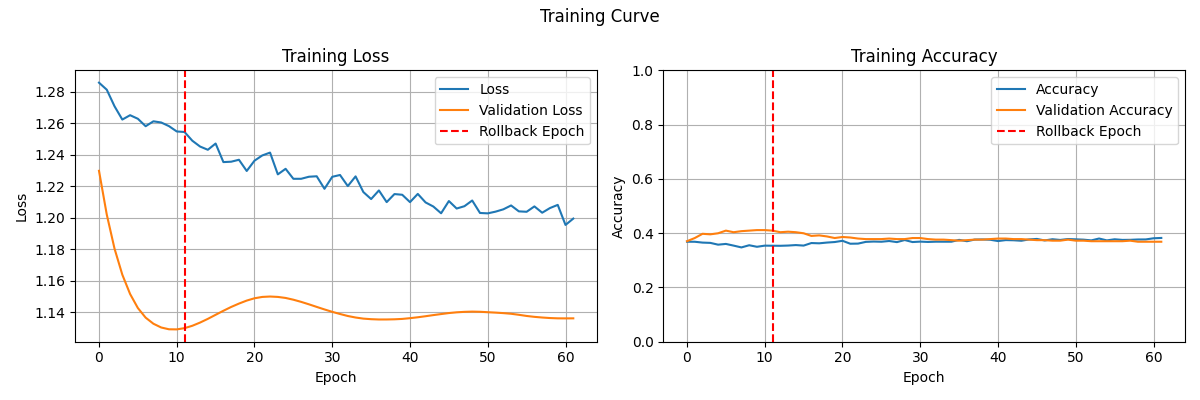 Training Curve
Training Loss
Loss
Validation Loss
Rollback Epoch
1.28
1.26
1.24
1.22
1.20
1.18
1.16
1.14
Loss
0 10 20 30 40 50 60
Epoch
Training Accuracy
Accuracy
Validation Accuracy
Rollback Epoch
1.0
0.8
0.6
0.4
0.2
0.0
Accuracy
0 10 20 30 40 50 60
Epoch